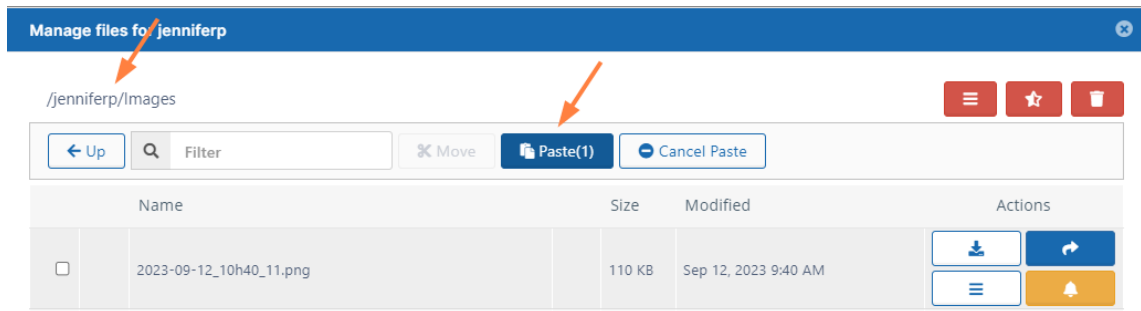 Manage files for jenniferp
/jenniferp/Images
Up Filter Move Paste(1) Cancel Paste
Name Size Modified Actions
2023-09-12_10h40_11.png 110 KB Sep 12, 2023 9:40 AM